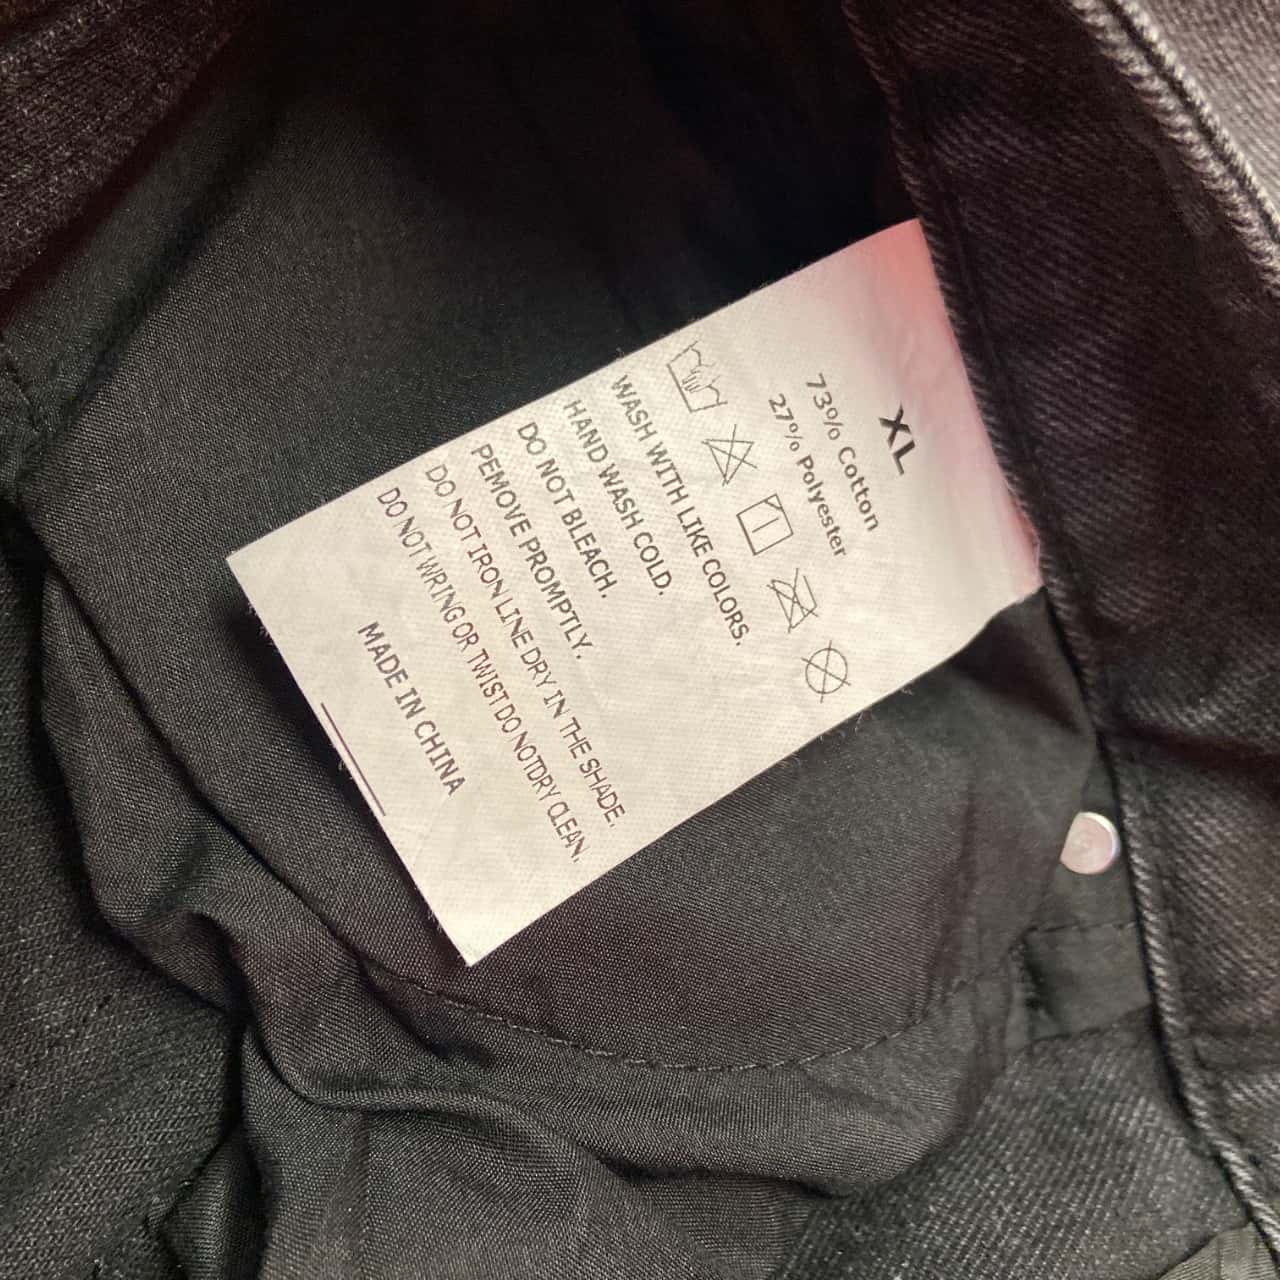 XL
73% Cotton
27% Polyester
WASH WITH LIKE COLORS.
HAND WASH COLD.
DO NOT BLEACH.
PEMOVE PROMPTLY.
DO NOT IRON LINE DRY IN THE SHADE.
DO NOT WRING OR TWIST DO NOTDRY CLEAN.
MADE IN CHINA